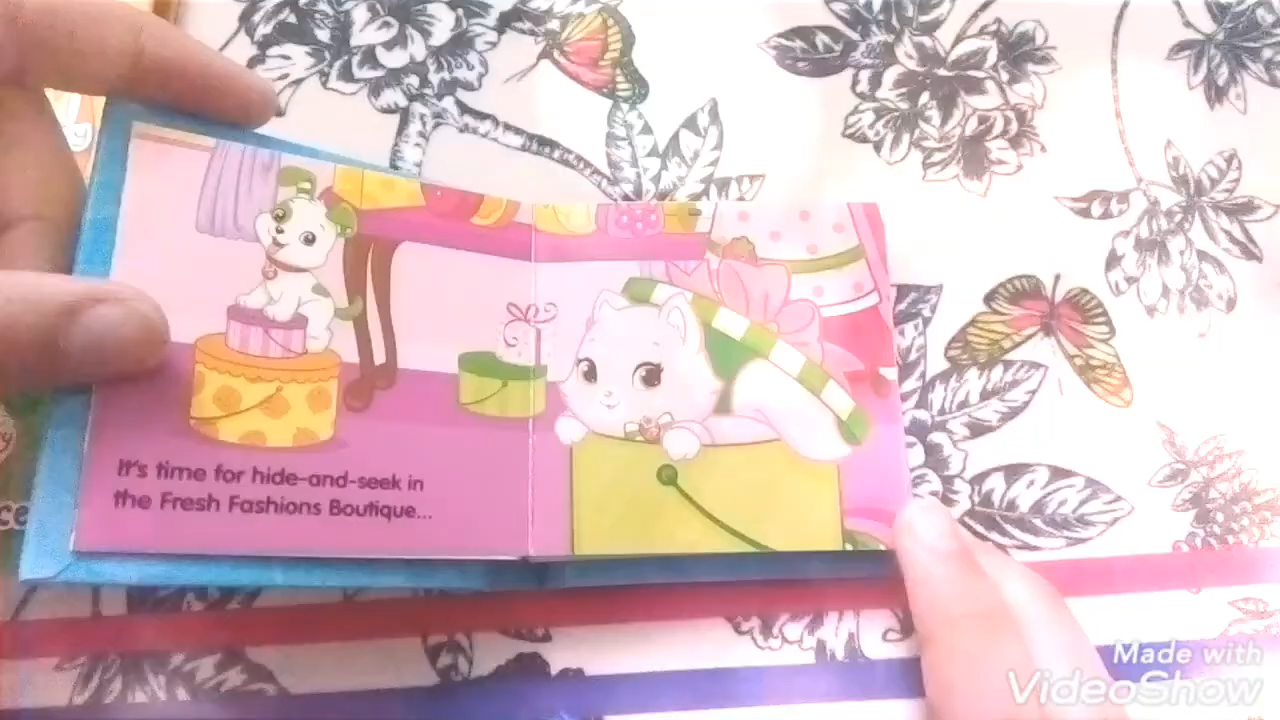 It's time for hide-and-seek in
the Fresh Fashions Boutique...
Made with
VideoShow